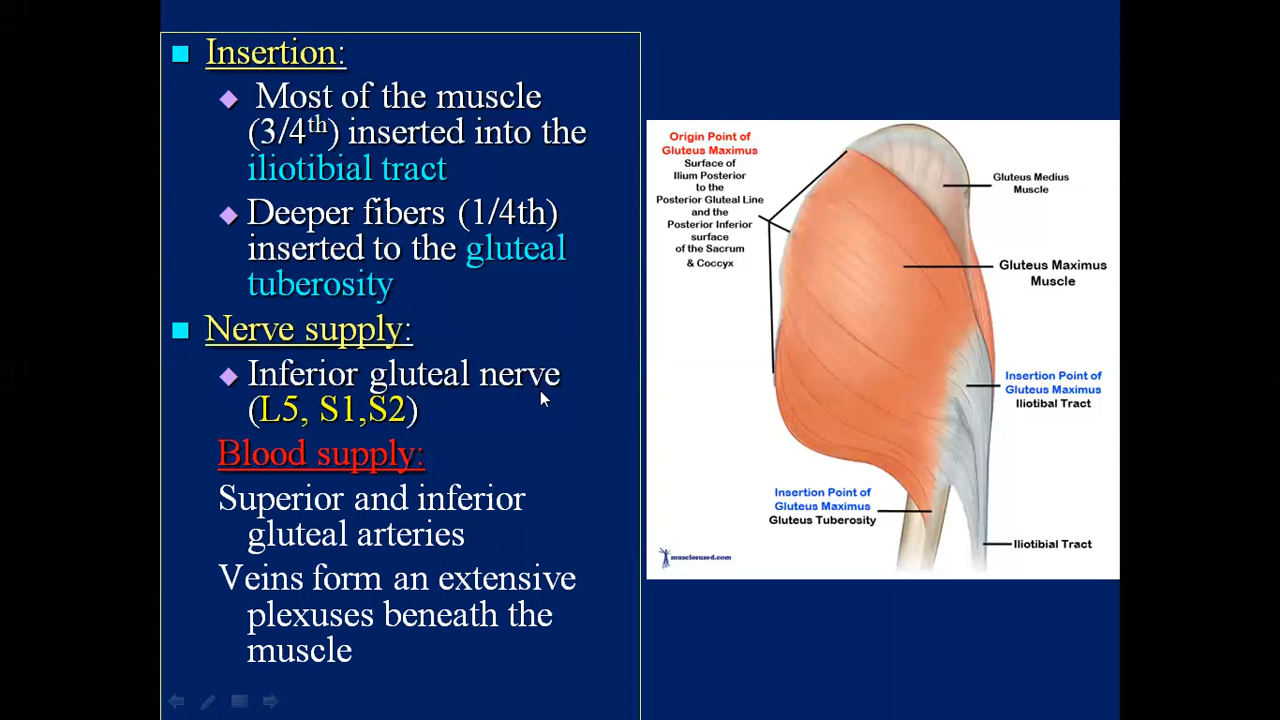 Insertion:
Most of the muscle
(3/4th) inserted into the
iliotibial tract
Deeper fibers (1/4th)
inserted to the gluteal
tuberosity
Nerve supply:
Inferior gluteal nerve
(L5, S1,S2)
Blood supply:
Superior and inferior
gluteal arteries
Veins form an extensive
plexuses beneath the
muscle
Origin Point of
Gluteus Maximus
Surface of
Ilium Posterior
to the
Posterior Gluteal Line
and the
Posterior Inferior
surface
of the Sacrum
& Coccyx
Gluteus Medius
Muscle
Gluteus Maximus
Muscle
Insertion Point of
Gluteus Maximus
Iliotibal Tract
Insertion Point of
Gluteus Maximus
Gluteus Tuberosity
Iliotibial Tract
musclesused.com